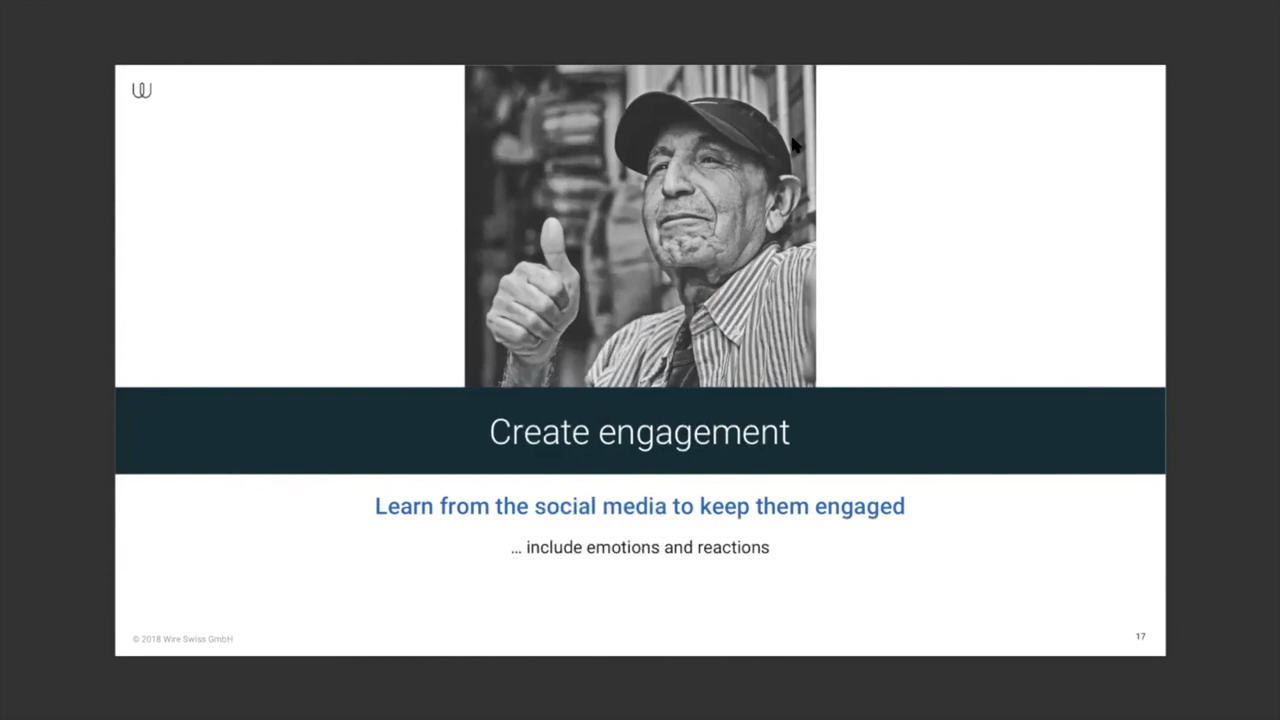 Create engagement
Learn from the social media to keep them engaged
... include emotions and reactions
© 2018 Wire Swiss GmbH
17